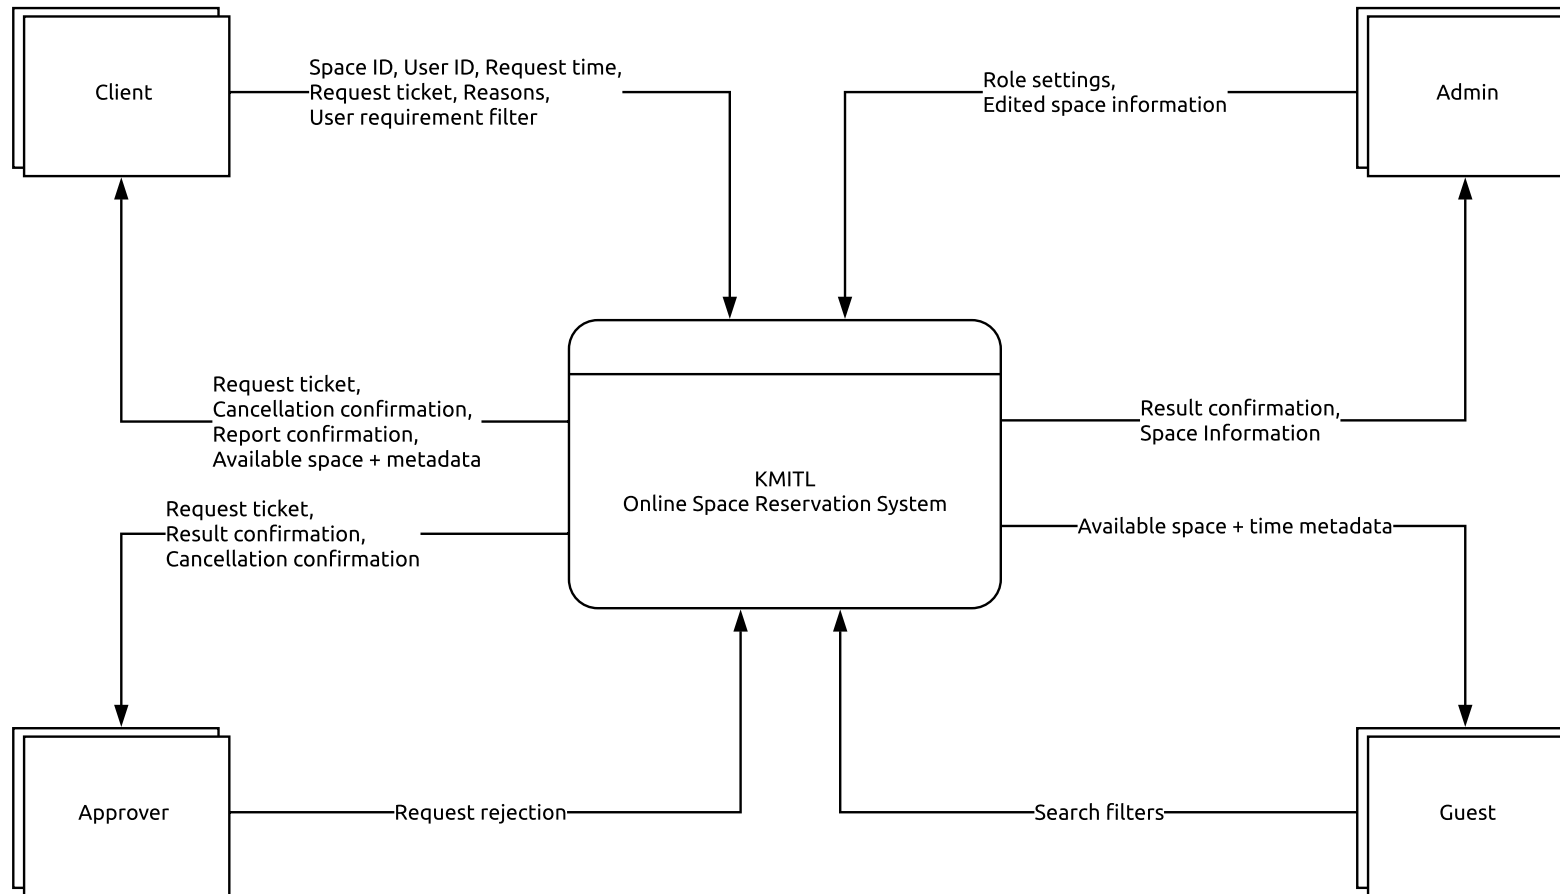 Client
Space ID, User ID, Request time,
Request ticket, Reasons,
User requirement filter
Role settings,
Edited space information
Admin
Request ticket,
Cancellation confirmation,
Report confirmation,
Available space + metadata
Result confirmation,
Space Information
KMITL
Online Space Reservation System
Request ticket,
Result confirmation,
Cancellation confirmation
Available space + time metadata
Approver
Request rejection
Search filters
Guest